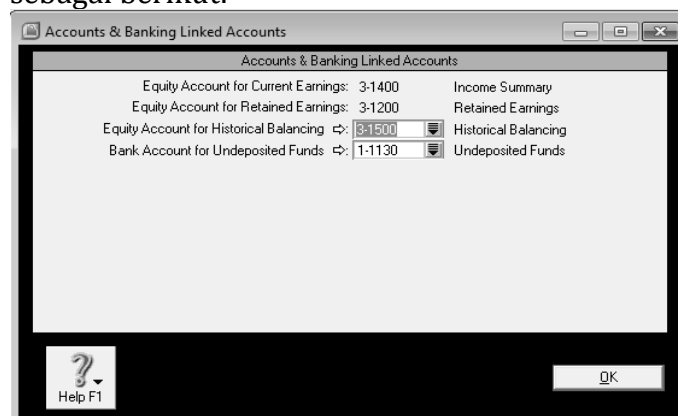 sebagai berikut:
Accounts & Banking Linked Accounts
Accounts & Banking Linked Accounts
Equity Account for Current Earnings: 3-1400 Income Summary
Equity Account for Retained Earnings: 3-1200 Retained Earnings
Equity Account for Historical Balancing ⇨: 3-1500 Historical Balancing
Bank Account for Undeposited Funds ⇨: 1-1130 Undeposited Funds
Help F1
OK